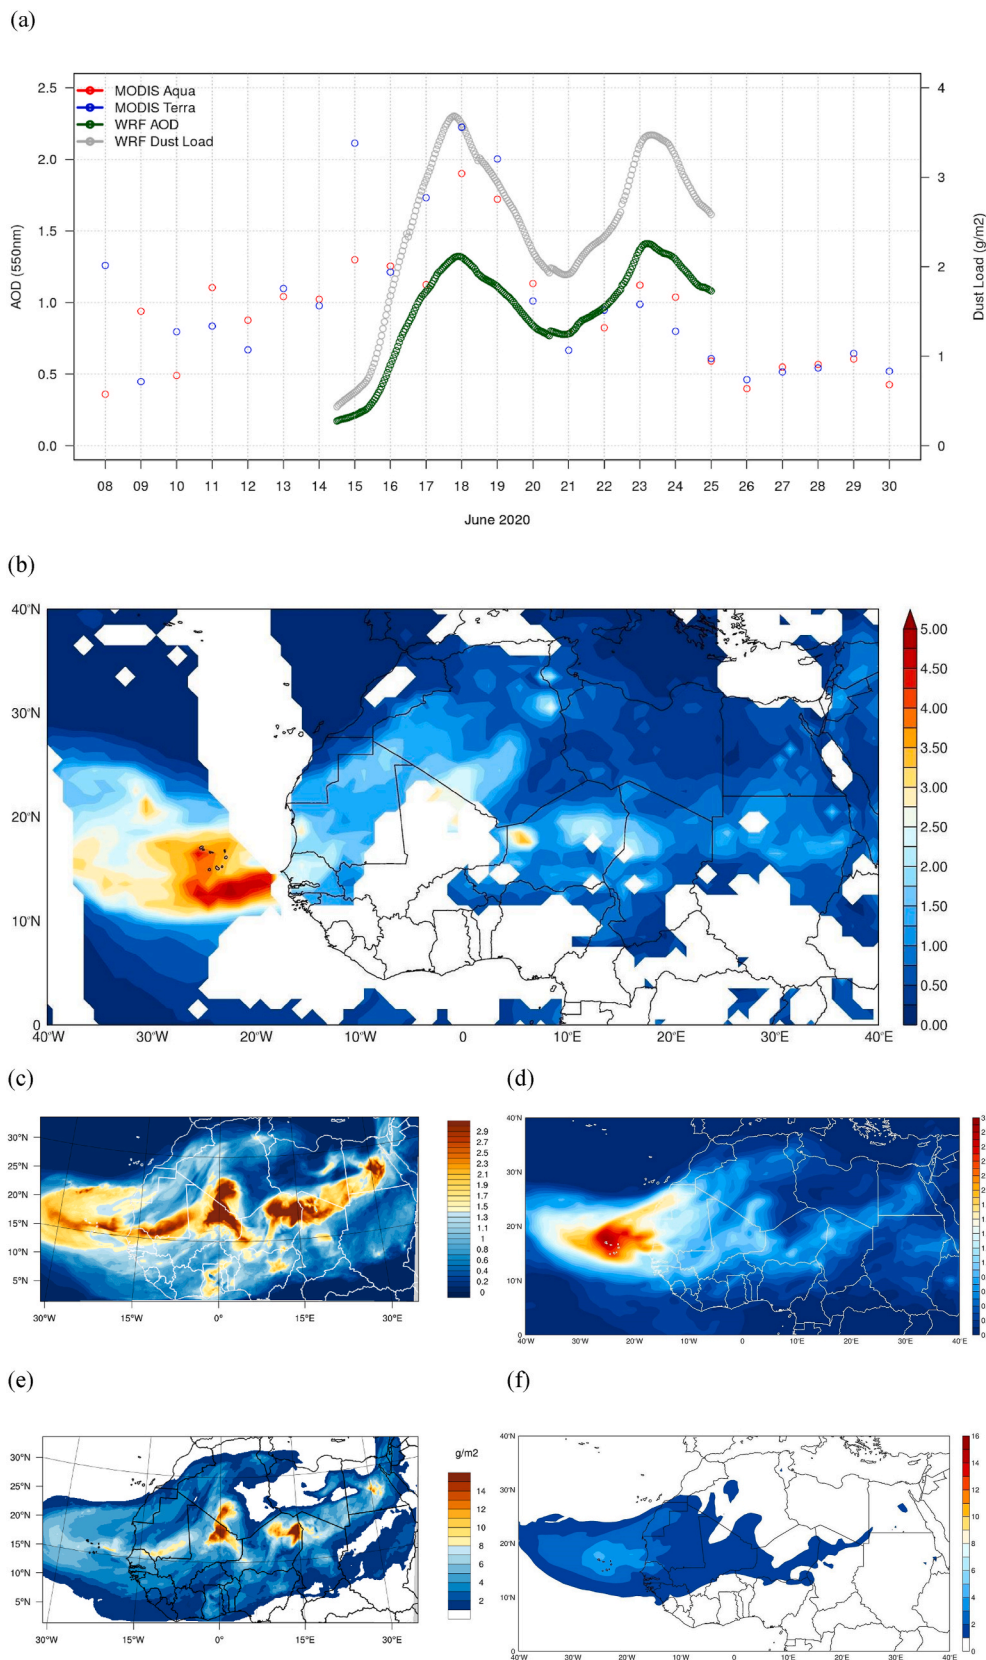 (a)
2.5
2.0
1.5
1.0
0.5
0.0
AOD (550nm)
MODIS Aqua
MODIS Terra
WRF AOD
WRF Dust Load
4
3
2
1
0
Dust Load (g/m2)
08 09 10 11 12 13 14 15 16 17 18 19 20 21 22 23 24 25 26 27 28 29 30
June 2020
(b)
40°N
30°N
20°N
10°N
0
40°W 30°W 20°W 10°W 0 10°E 20°E 30°E 40°E
5.00
4.50
4.00
3.50
3.00
2.50
2.00
1.50
1.00
0.50
0.00
(c)
30°N
25°N
20°N
15°N
10°N
5°N
30°W 15°W 0° 15°E 30°E
2.9
2.7
2.5
2.3
2.1
1.9
1.7
1.5
1.3
1.1
1
0.8
0.6
0.4
0.2
0
(d)
40°N
30°N
20°N
10°N
0
40°W 30°W 20°W 10°W 0 10°E 20°E 30°E 40°E
(e)
30°N
25°N
20°N
15°N
10°N
5°N
30°W 15°W 0° 15°E 30°E
g/m2
14
12
10
8
6
4
2
(f)
40°N
30°N
20°N
10°N
0
40°W 30°W 20°W 10°W 0 10°E 20°E 30°E 40°E
16
14
12
10
8
6
4
2
0